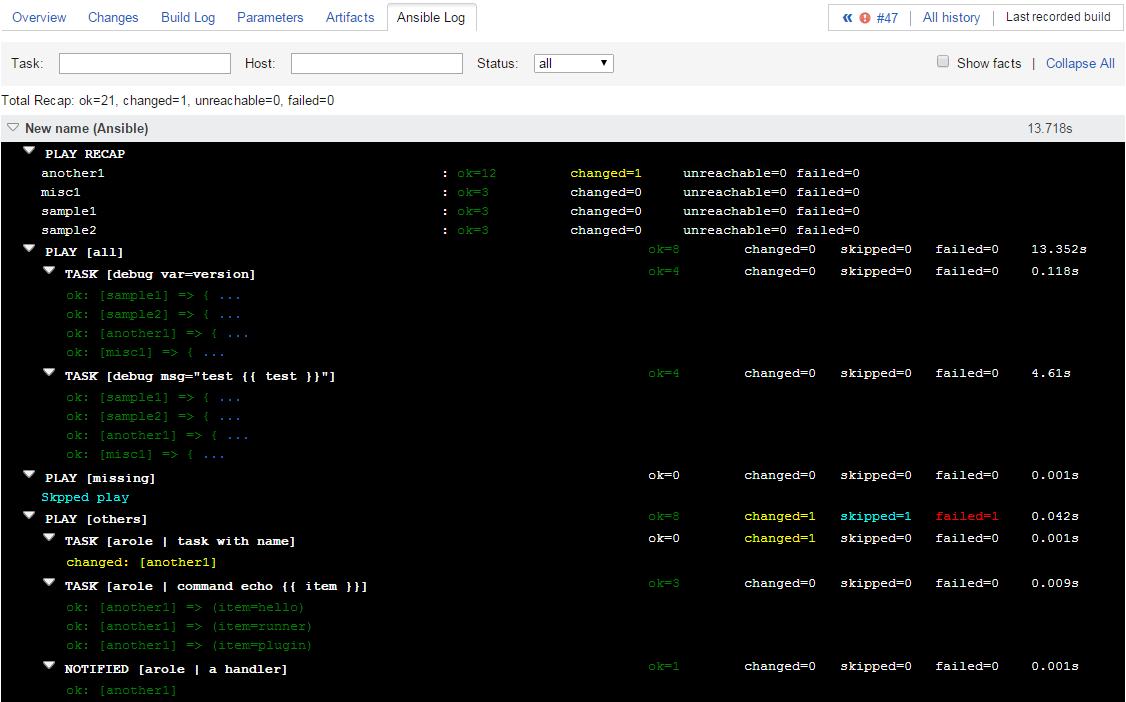 Overview Changes Build Log Parameters Artifacts Ansible Log « #47 All history Last recorded build
Task: Host: Status: all Show facts | Collapse All
Total Recap: ok=21, changed=1, unreachable=0, failed=0
New name (Ansible) 13.718s
PLAY RECAP
another1 : ok=12 changed=1 unreachable=0 failed=0
misc1 : ok=3 changed=0 unreachable=0 failed=0
sample1 : ok=3 changed=0 unreachable=0 failed=0
sample2 : ok=3 changed=0 unreachable=0 failed=0
PLAY [all] ok=8 changed=0 skipped=0 failed=0 13.352s
TASK [debug var=version] ok=4 changed=0 skipped=0 failed=0 0.118s
ok: [sample1] => { ...
ok: [sample2] => { ...
ok: [another1] => { ...
ok: [misc1] => { ...
TASK [debug msg="test {{ test }}"] ok=4 changed=0 skipped=0 failed=0 4.61s
ok: [sample1] => { ...
ok: [sample2] => { ...
ok: [another1] => { ...
ok: [misc1] => { ...
PLAY [missing] ok=0 changed=0 skipped=0 failed=0 0.001s
Skpped play
PLAY [others] ok=8 changed=1 skipped=1 failed=1 0.042s
TASK [arole | task with name] ok=0 changed=1 skipped=0 failed=0 0.001s
changed: [another1]
TASK [arole | command echo {{ item }}] ok=3 changed=0 skipped=0 failed=0 0.009s
ok: [another1] => (item=hello)
ok: [another1] => (item=runner)
ok: [another1] => (item=plugin)
NOTIFIED [arole | a handler] ok=1 changed=0 skipped=0 failed=0 0.001s
ok: [another1]